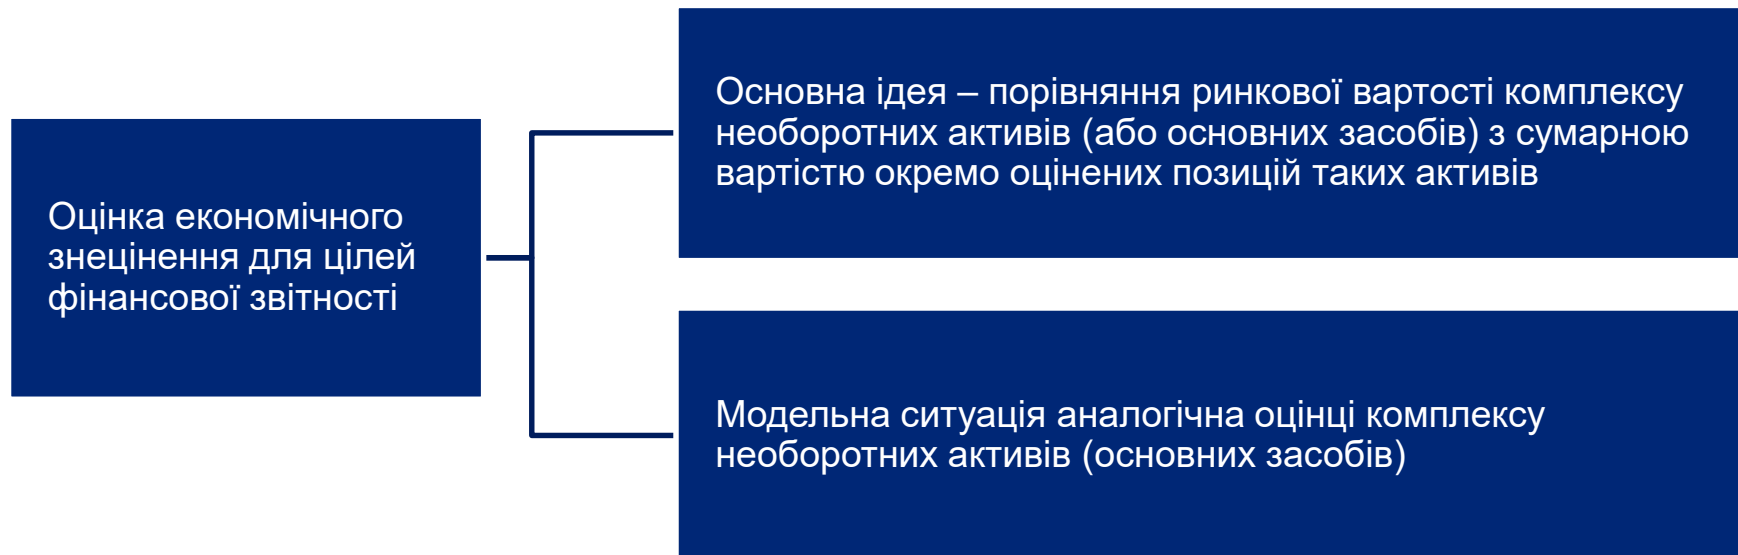 Оцінка економічного
знецінення для цілей
фінансової звітності
Основна ідея – порівняння ринкової вартості комплексу
необоротних активів (або основних засобів) з сумарною
вартістю окремо оцінених позицій таких активів
Модельна ситуація аналогічна оцінці комплексу
необоротних активів (основних засобів)